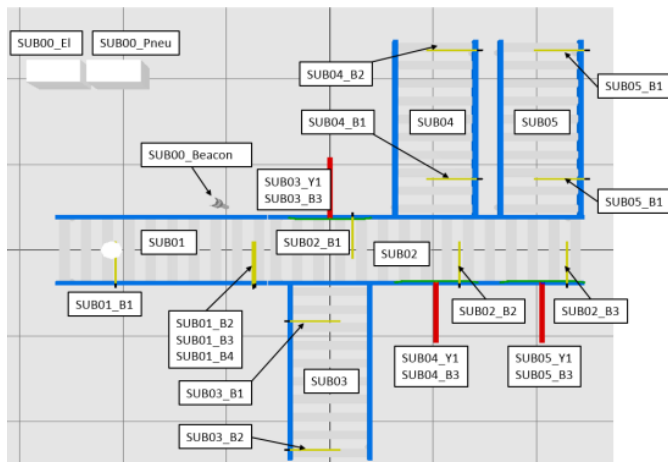 SUB00_El
SUB00_Pneu
SUB04_B2
SUB05_B1
SUB04_B1
SUB04
SUB05
SUB00_Beacon
SUB03_Y1
SUB03_B3
SUB05_B1
SUB01
SUB02_B1
SUB02
SUB01_B1
SUB01_B2
SUB01_B3
SUB01_B4
SUB02_B2
SUB02_B3
SUB04_Y1
SUB04_B3
SUB05_Y1
SUB05_B3
SUB03
SUB03_B1
SUB03_B2